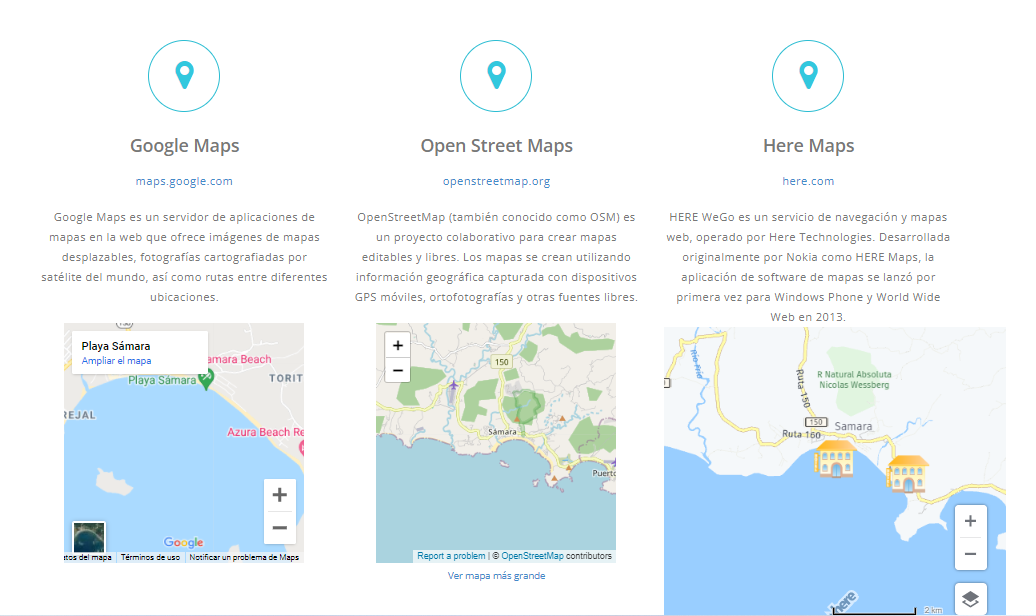 Google Maps
maps.google.com
Google Maps es un servidor de aplicaciones de
mapas en la web que ofrece imágenes de mapas
desplazables, fotografías cartografiadas por
satélite del mundo, así como rutas entre diferentes
ubicaciones.
150
Playa Sámara
Ampliar el mapa
amara Beach
Playa Sámara
TORIT
REJAL
Azura Beach Re
+
−
Google
tos del mapa
Términos de uso
Notificar un problema de Maps
Open Street Maps
openstreetmap.org
OpenStreetMap (también conocido como OSM) es
un proyecto colaborativo para crear mapas
editables y libres. Los mapas se crean utilizando
información geográfica capturada con dispositivos
GPS móviles, ortofotografías y otras fuentes libres.
+
−
150
Sámara
Puerto
Report a problem | © OpenStreetMap contributors
Ver mapa más grande
Here Maps
here.com
HERE WeGo es un servicio de navegación y mapas
web, operado por Here Technologies. Desarrollada
originalmente por Nokia como HERE Maps, la
aplicación de software de mapas se lanzó por
primera vez para Windows Phone y World Wide
Web en 2013.
Río Frío
R Natural Absoluta
Nicolas Wessberg
Ruta 150
150
Samara
Ruta 160
+
−
here
2 km